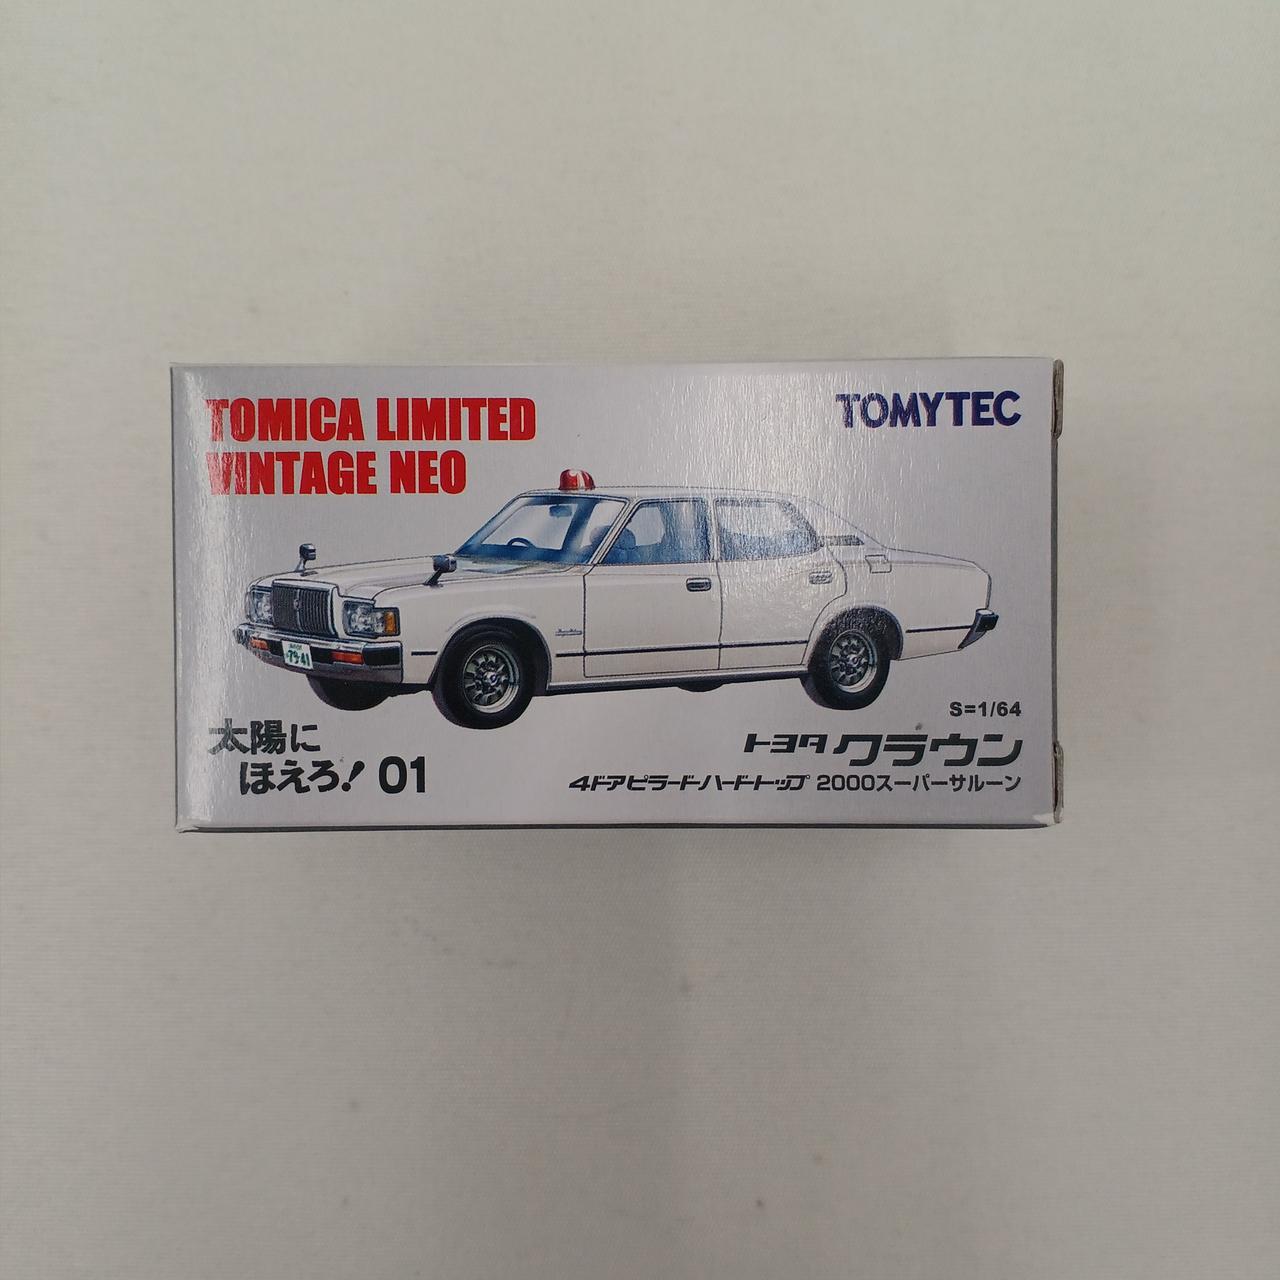 TOMICA LIMITED
VINTAGE NEO
TOMYTEC
79-41
S=1/64
太陽に
ほえろ! 01
トヨタ クラウン
4ドアピラードハードトップ 2000スーパーサルーン